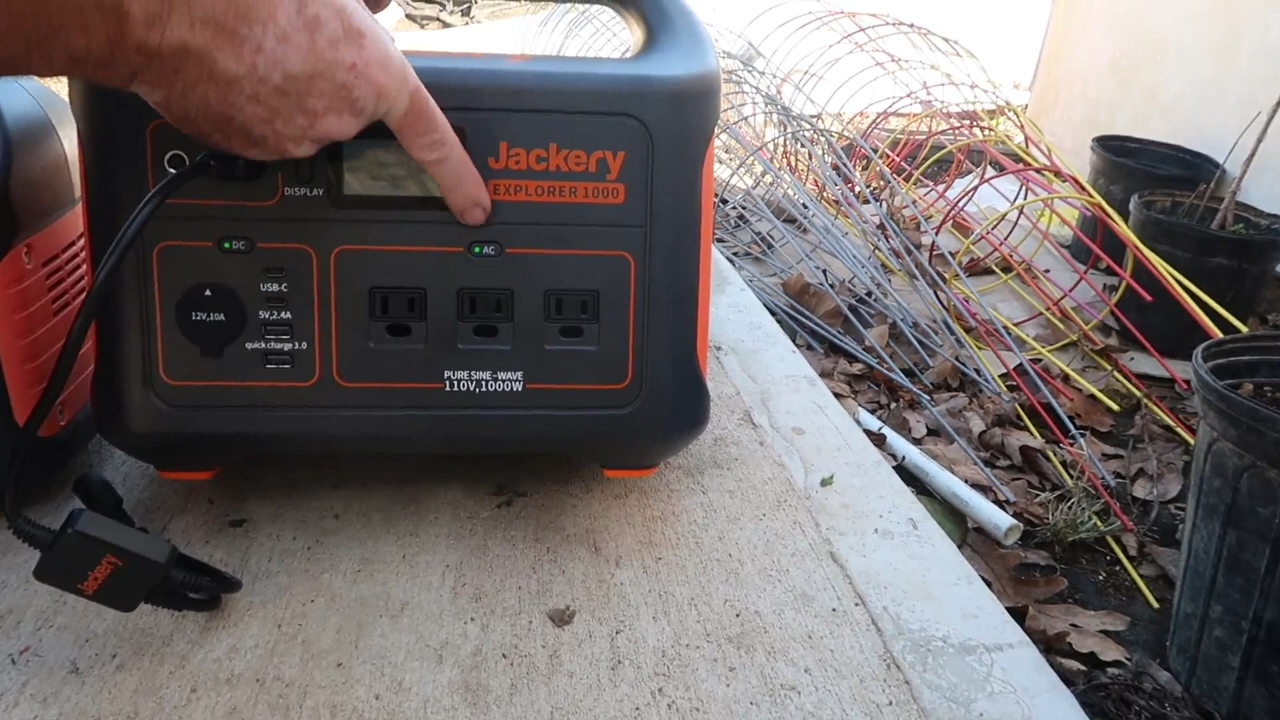 Jackery
EXPLORER 1000
DISPLAY
DC
AC
USB-C
12V,10A
5V,2.4A
quick charge 3.0
PURE SINE-WAVE
110V,1000W
Jackery